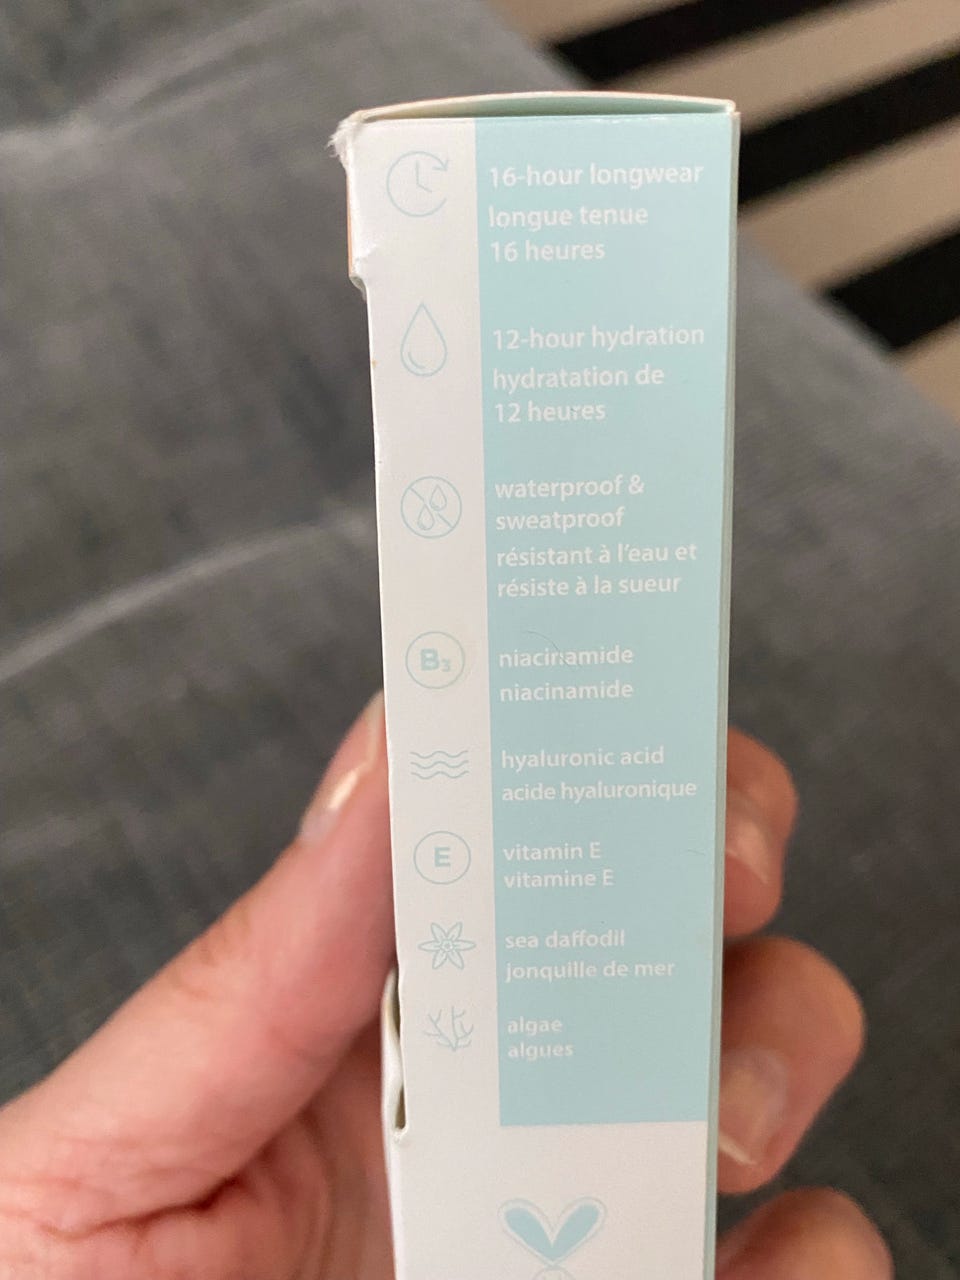 16-hour longwear
longue tenue
16 heures
12-hour hydration
hydratation de
12 heures
waterproof &
sweatproof
résistant à l'eau et
résiste à la sueur
B3
niacinamide
niacinamide
hyaluronic acid
acide hyaluronique
E
vitamin E
vitamine E
sea daffodil
jonquille de mer
algae
algues